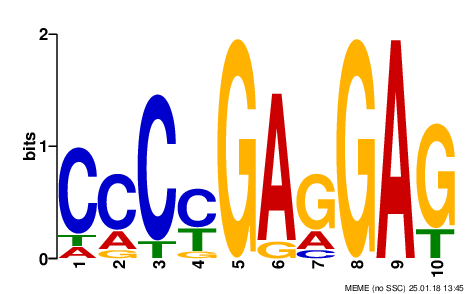 2
1
0
bits
C C C C G A G G A G
T A T T G A T
A G G C
1 2 3 4 5 6 7 8 9 10
MEME (no SSC) 25.01.18 13:45